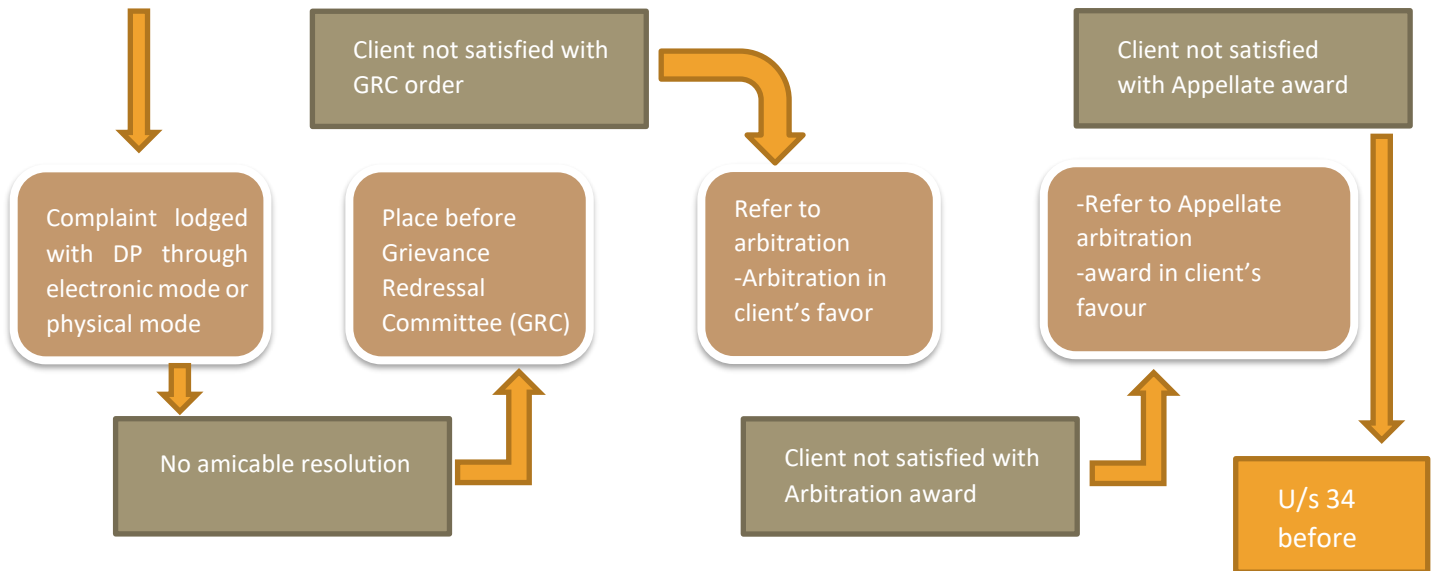 Client not satisfied with
GRC order
Client not satisfied
with Appellate award
Complaint lodged
with DP through
electronic mode or
physical mode
Place before
Grievance
Redressal
Committee (GRC)
Refer to
arbitration
-Arbitration in
client's favor
-Refer to Appellate
arbitration
-award in client's
favour
No amicable resolution
Client not satisfied with
Arbitration award
U/s 34
before